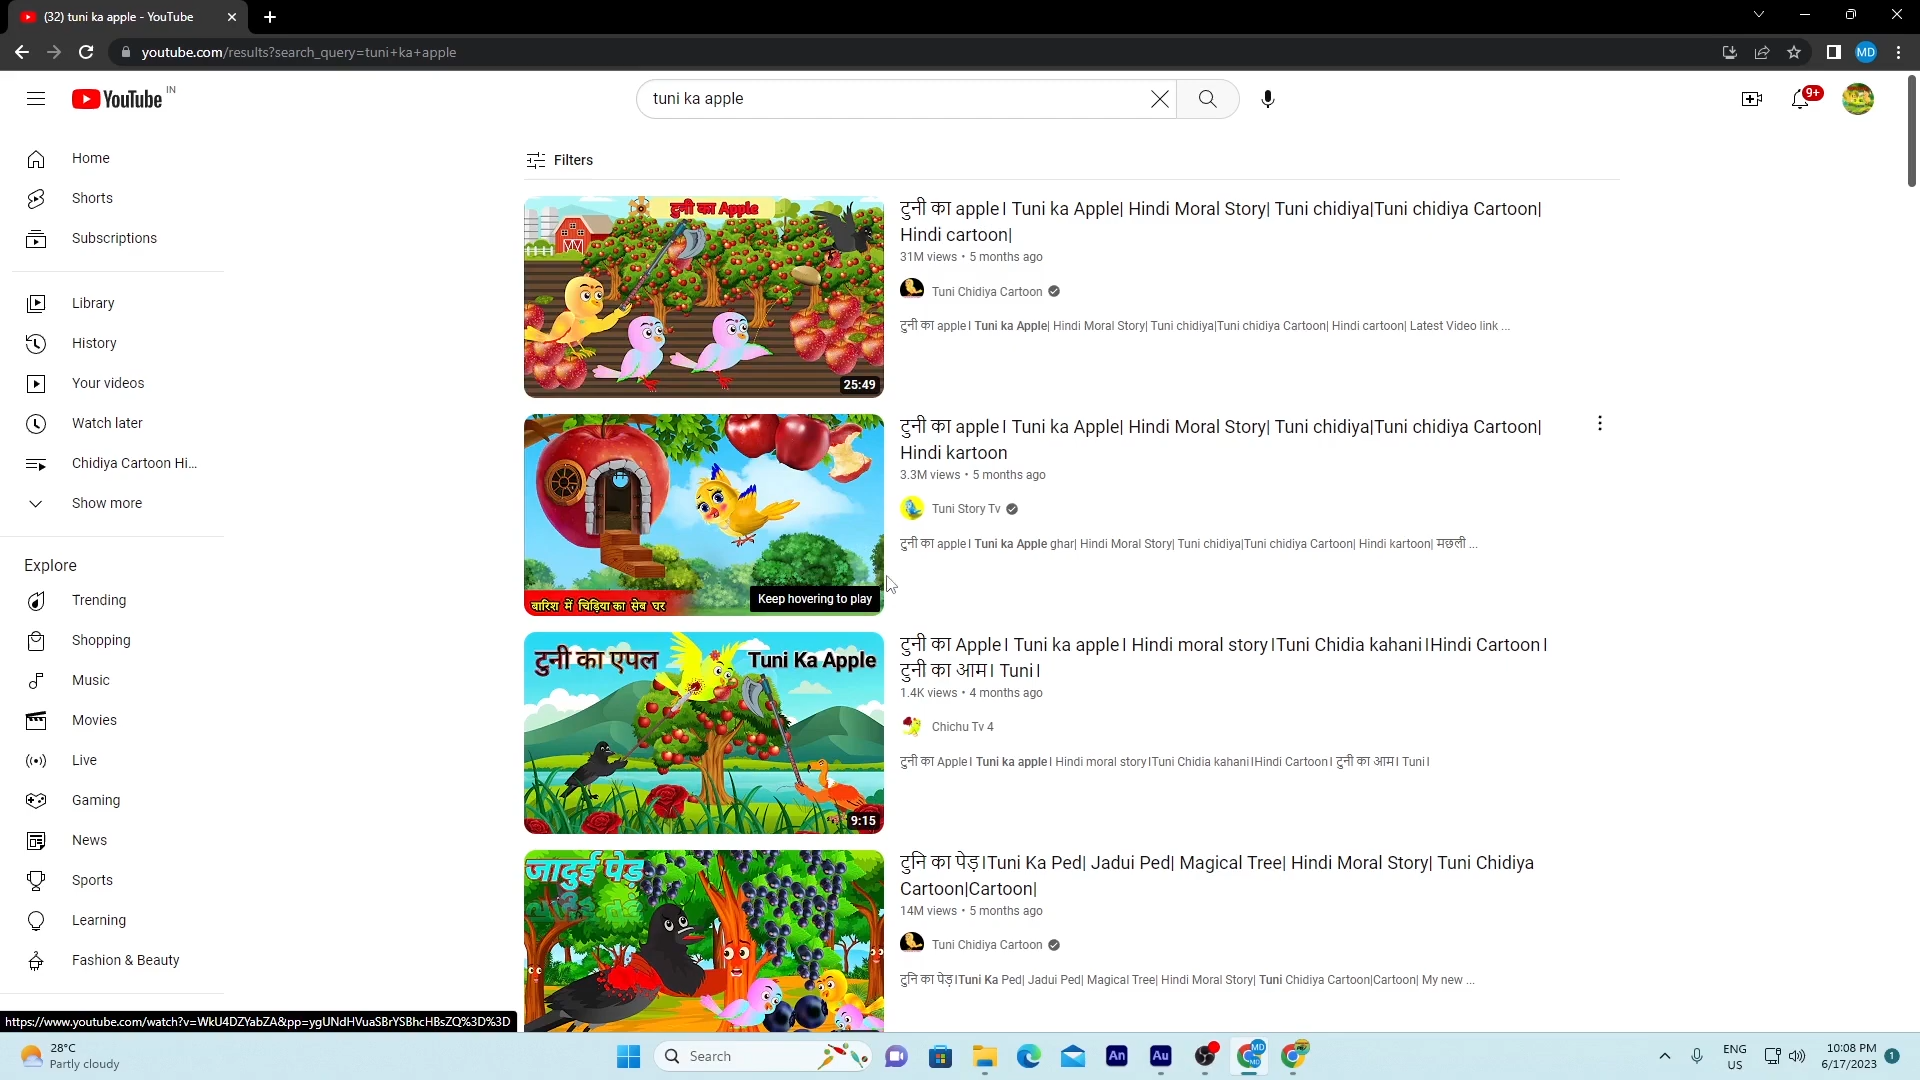 (32) tuni ka apple - YouTube
youtube.com/results?search_query=tuni+ka+apple
MD
YouTube IN
tuni ka apple
9+
Home
Shorts
Subscriptions
Library
History
Your videos
Watch later
Chidiya Cartoon Hi...
Show more
Explore
Trending
Shopping
Music
Movies
Live
Gaming
News
Sports
Learning
Fashion & Beauty
Filters
टुनी का Apple
25:49
टुनी का apple। Tuni ka Apple| Hindi Moral Story| Tuni chidiya|Tuni chidiya Cartoon|
Hindi cartoon|
31M views • 5 months ago
Tuni Chidiya Cartoon
टुनी का apple। Tuni ka Apple| Hindi Moral Story| Tuni chidiya|Tuni chidiya Cartoon| Hindi cartoon| Latest Video link ...
बारिश में चिड़िया का सेब घर
Keep hovering to play
टुनी का apple। Tuni ka Apple| Hindi Moral Story| Tuni chidiya|Tuni chidiya Cartoon|
Hindi kartoon
3.3M views • 5 months ago
Tuni Story Tv
टुनी का apple। Tuni ka Apple ghar| Hindi Moral Story| Tuni chidiya|Tuni chidiya Cartoon| Hindi kartoon| मछली ...
टुनी का एपल
Tuni Ka Apple
9:15
टुनी का Apple। Tuni ka apple। Hindi moral story।Tuni Chidia kahani।Hindi Cartoon।
टुनी का आम। Tuni।
1.4K views • 4 months ago
Chichu Tv 4
टुनी का Apple। Tuni ka apple। Hindi moral story।Tuni Chidia kahani।Hindi Cartoon। टुनी का आम। Tuni।
जादुई पेड़
टुनि का पेड़।Tuni Ka Ped| Jadui Ped| Magical Tree| Hindi Moral Story| Tuni Chidiya
Cartoon|Cartoon|
14M views • 5 months ago
Tuni Chidiya Cartoon
टुनि का पेड़।Tuni Ka Ped| Jadui Ped| Magical Tree| Hindi Moral Story| Tuni Chidiya Cartoon|Cartoon| My new ...
https://www.youtube.com/watch?v=WkU4DZYabZA&pp=ygUNdHVuaSBrYSBhcHBsZQ%3D%3D
28°C
Partly cloudy
Search
An
Au
MD
ENG
US
10:08 PM
6/17/2023
1